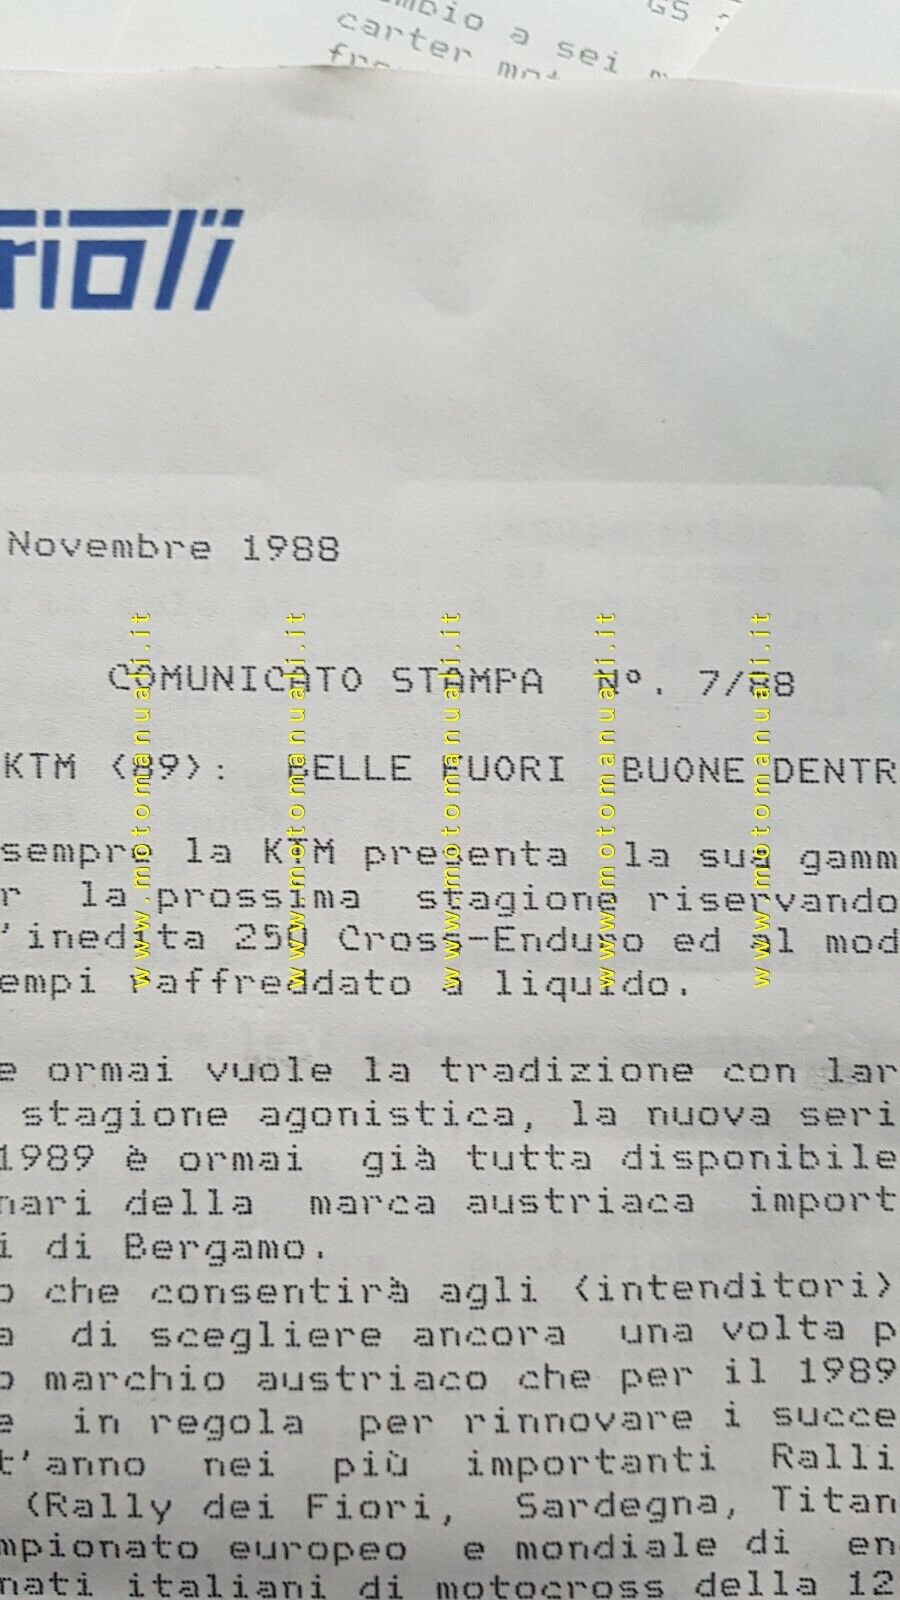 GS
cambio a sei
carter mot
rioli
Novembre 1988
COMUNICATO STAMPA Nº. 7/88
KTM <89>: BELLE FUORI BUONE DENTR
sempre la KTM presenta la sua gamm
r la prossima stagione riservando
'inedita 250 Cross-Enduro ed al mod
empi raffreddato a liquido.
e ormai vuole la tradizione con lar
stagione agonistica, la nuova seri
1989 è ormai già tutta disponibile
nari della marca austriaca import
i di Bergamo.
o che consentirà agli <intenditori>
a di scegliere ancora una volta p
o marchio austriaco che per il 1989
e in regola per rinnovare i succe
t'anno nei più importanti Ralli
(Rally dei Fiori, Sardegna, Titan
mpionato europeo e mondiale di en
nati italiani di motocross della 12
www.motomanuali.it
www.motomanuali.it
www.motomanuali.it
www.motomanuali.it
www.motomanuali.it